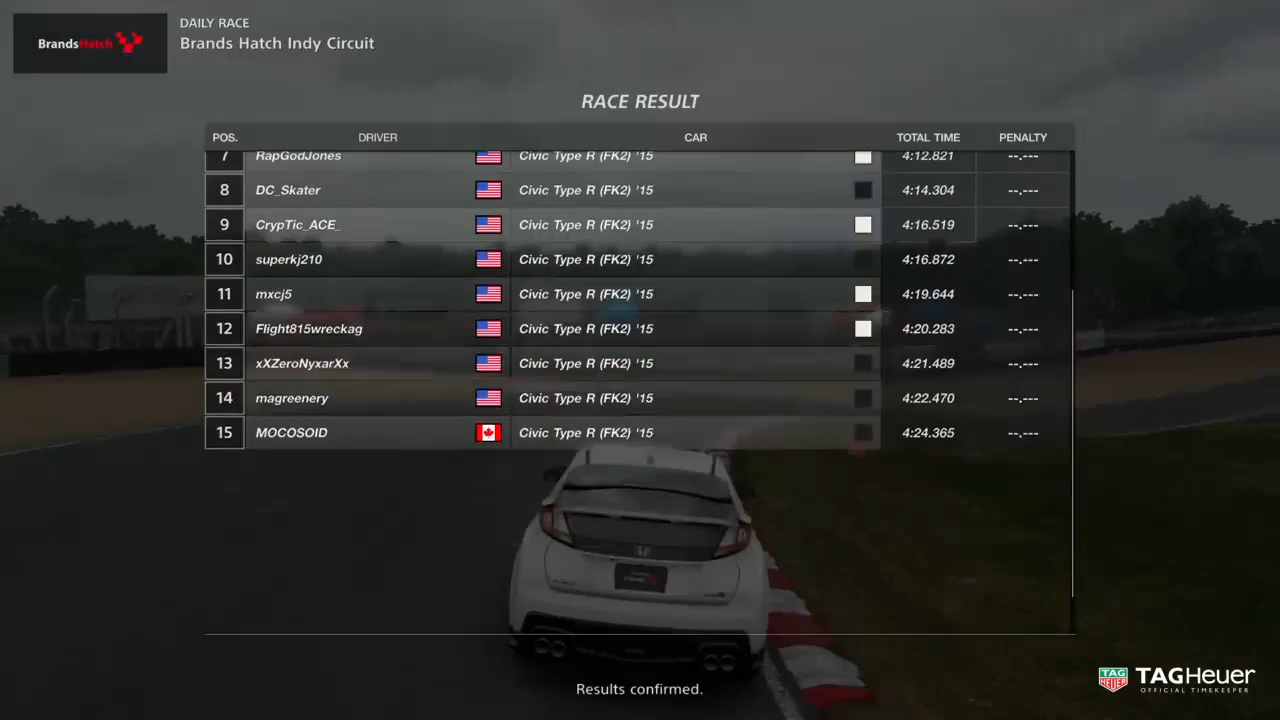 DAILY RACE
BrandsHatch
Brands Hatch Indy Circuit
RACE RESULT
POS. DRIVER CAR TOTAL TIME PENALTY
7 RapGodJones Civic Type R (FK2) '15 4:12.821 --.---
8 DC_Skater Civic Type R (FK2) '15 4:14.304 --.---
9 CrypTic_ACE_ Civic Type R (FK2) '15 4:16.519 --.---
10 superkj210 Civic Type R (FK2) '15 4:16.872 --.---
11 mxcj5 Civic Type R (FK2) '15 4:19.644 --.---
12 Flight815wreckag Civic Type R (FK2) '15 4:20.283 --.---
13 xXZeroNyxarXx Civic Type R (FK2) '15 4:21.489 --.---
14 magreenery Civic Type R (FK2) '15 4:22.470 --.---
15 MOCOSOID Civic Type R (FK2) '15 4:24.365 --.---
Results confirmed.
TAG HEUER
TAGHeuer
OFFICIAL TIMEKEEPER